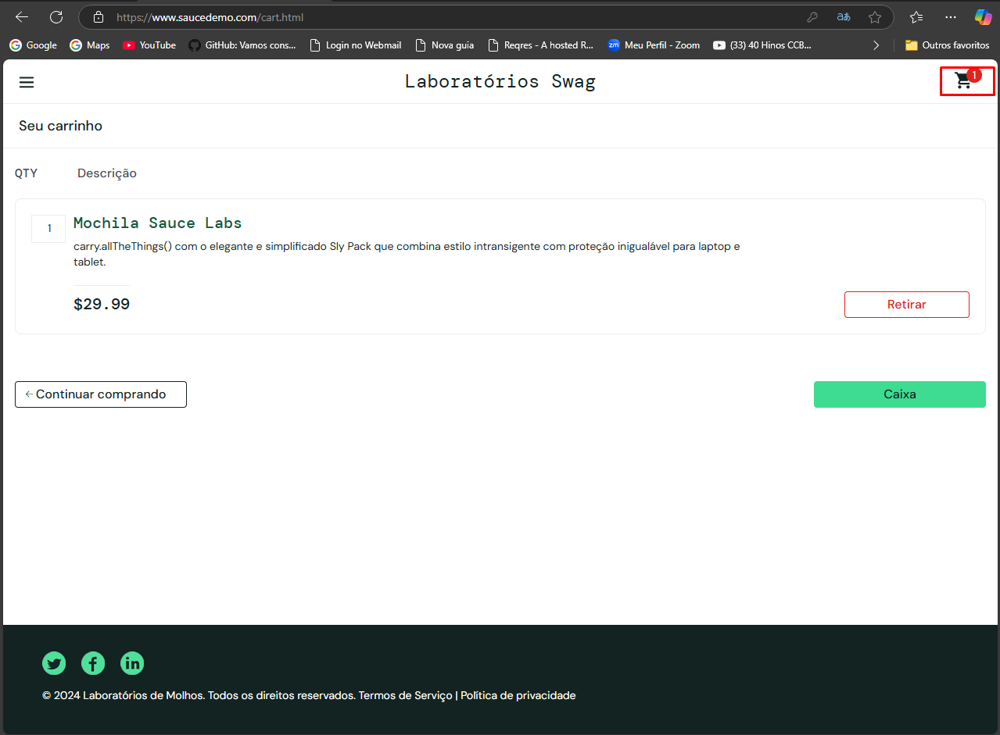 https://www.saucedemo.com/cart.html
aあ
Google Maps YouTube GitHub: Vamos cons... Login no Webmail Nova guia Reqres - A hosted R... zm Meu Perfil - Zoom (33) 40 Hinos CCB... Outros favoritos
Laboratórios Swag
1
Seu carrinho
QTY Descrição
1 Mochila Sauce Labs
carry.allTheThings() com o elegante e simplificado Sly Pack que combina estilo intransigente com proteção inigualável para laptop e
tablet.
$29.99
Retirar
Continuar comprando
Caixa
© 2024 Laboratórios de Molhos. Todos os direitos reservados. Termos de Serviço | Política de privacidade